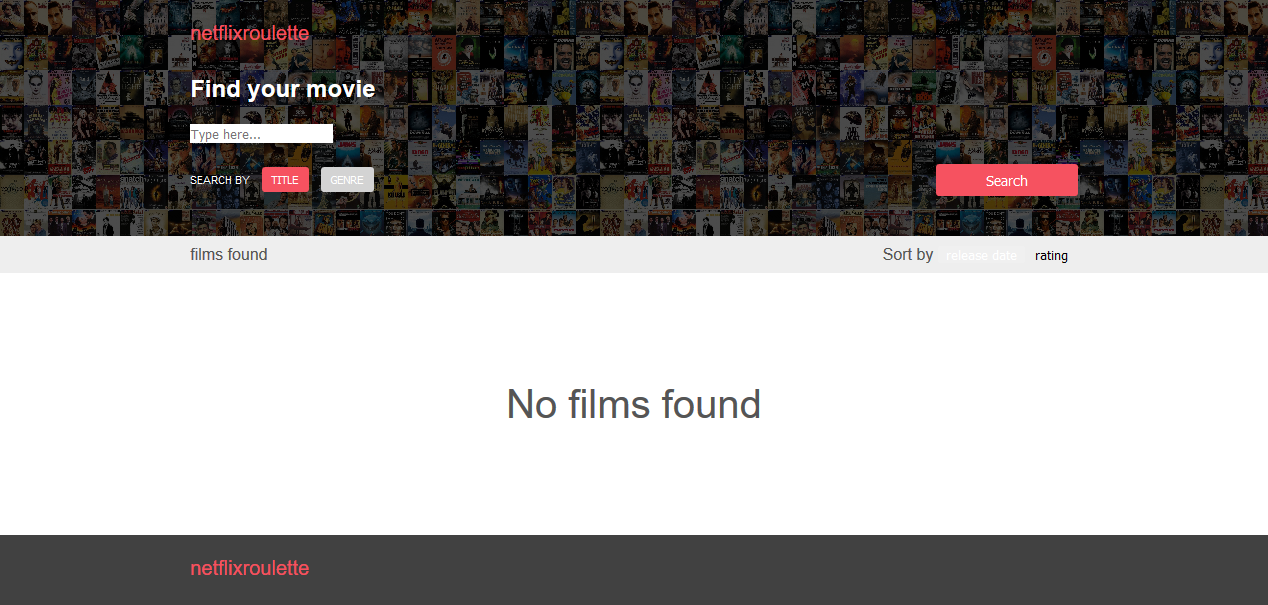 netflixroulette
Find your movie
Type here...
SEARCH BY TITLE GENRE
Search
films found
Sort by release date rating
No films found
netflixroulette